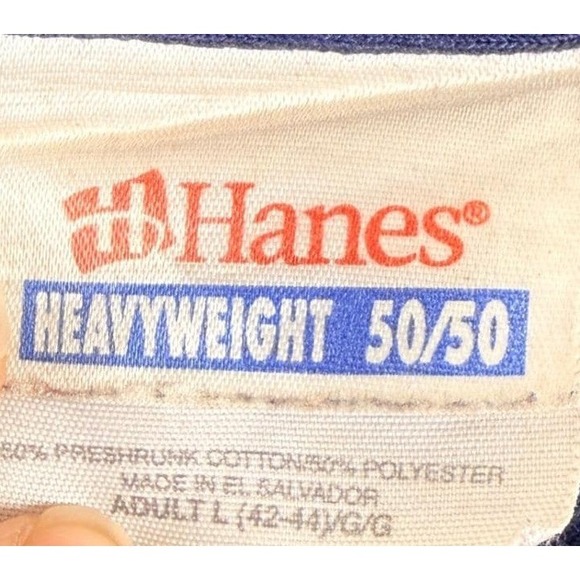 Hanes®
HEAVYWEIGHT 50/50
50% PRESHRUNK COTTON/50% POLYESTER
MADE IN EL SALVADOR
ADULT L (42-44)/G/G